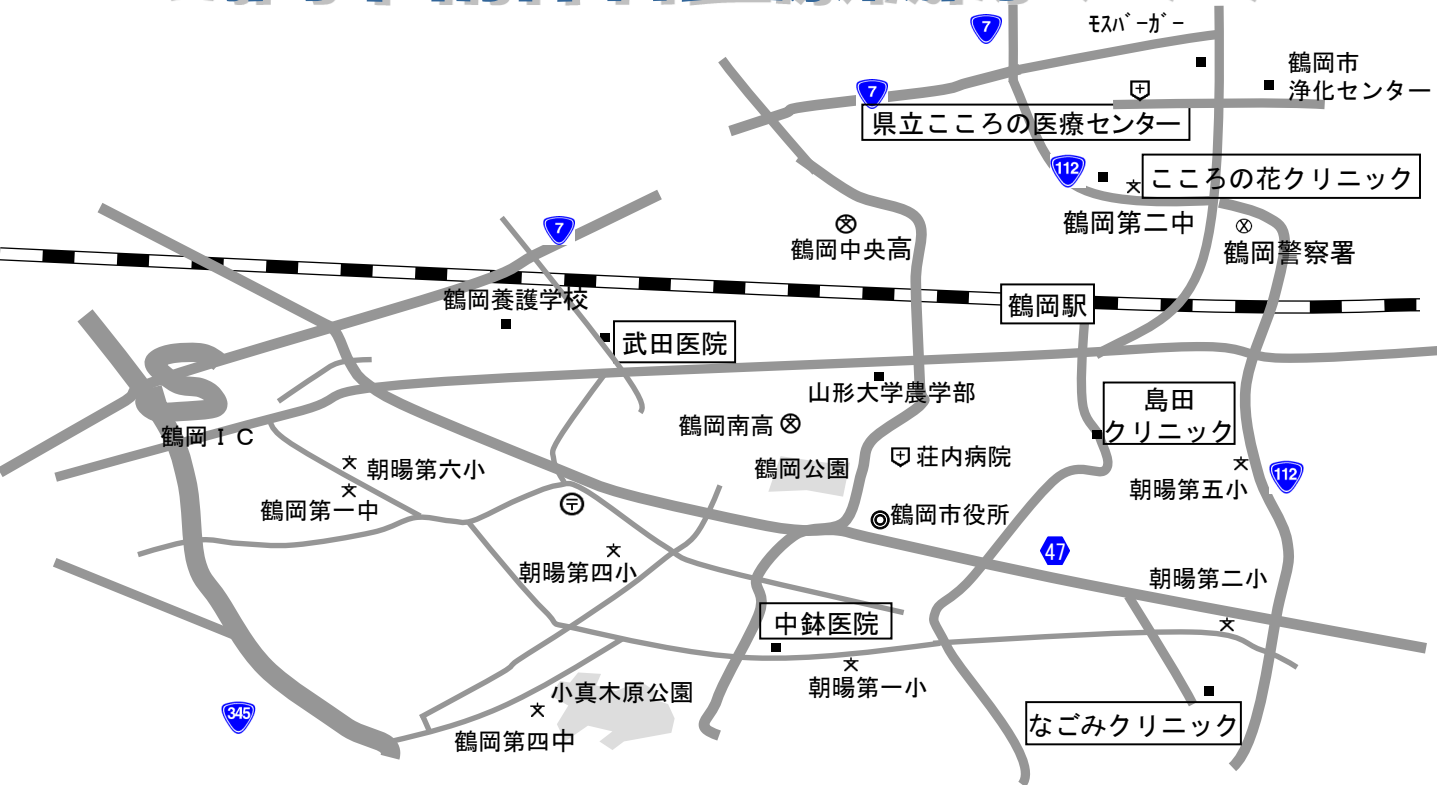 モスバーガー
7
鶴岡市
浄化センター
7
県立こころの医療センター
112
こころの花クリニック
鶴岡第二中
7
鶴岡中央高
鶴岡警察署
鶴岡養護学校
鶴岡駅
武田医院
山形大学農学部
島田
クリニック
鶴岡南高
鶴岡IC
鶴岡公園
荘内病院
朝暘第六小
朝暘第五小
112
鶴岡第一中
〒
鶴岡市役所
47
朝暘第四小
朝暘第二小
中鉢医院
朝暘第一小
小真木原公園
345
なごみクリニック
鶴岡第四中